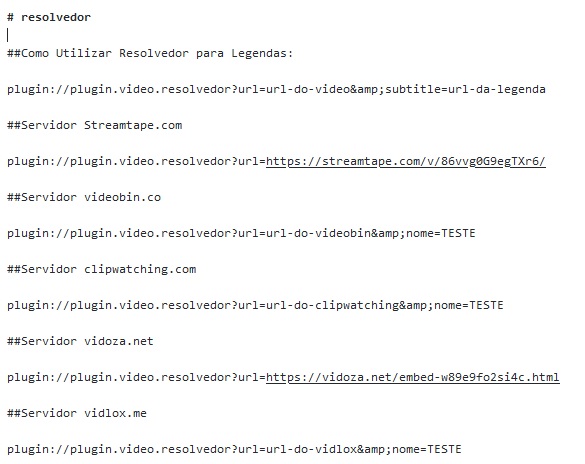 # resolvedor
##Como Utilizar Resolvedor para Legendas:
plugin://plugin.video.resolvedor?url=url-do-video&amp;subtitle=url-da-legenda
##Servidor Streamtape.com
plugin://plugin.video.resolvedor?url=https://streamtape.com/v/86vvg0G9egTXr6/
##Servidor videobin.co
plugin://plugin.video.resolvedor?url=url-do-videobin&amp;nome=TESTE
##Servidor clipwatching.com
plugin://plugin.video.resolvedor?url=url-do-clipwatching&amp;nome=TESTE
##Servidor vidoza.net
plugin://plugin.video.resolvedor?url=https://vidoza.net/embed-w89e9fo2si4c.html
##Servidor vidlox.me
plugin://plugin.video.resolvedor?url=url-do-vidlox&amp;nome=TESTE